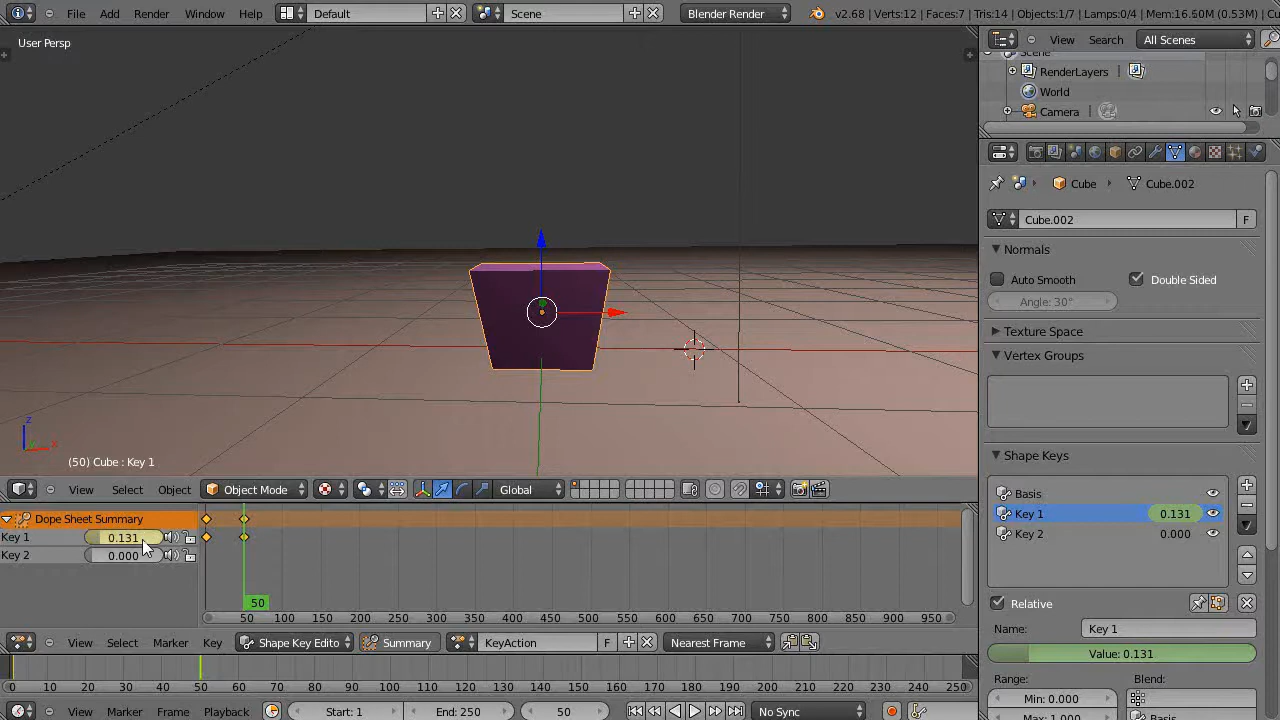 File Add Render Window Help Default Scene Blender Render v2.68 | Verts:12 | Faces:7 | Tris:14 | Objects:1/7 | Lamps:0/4 | Mem:16.50M (0.53M) | Cu
User Persp
View Search All Scenes
Scene
RenderLayers
World
Camera
Cube Cube.002
Cube.002 F
Normals
Auto Smooth Double Sided
Angle: 30°
Texture Space
Vertex Groups
Shape Keys
Basis
Key 1 0.131
Key 2 0.000
Relative
Name: Key 1
Value: 0.131
Range: Blend:
Min: 0.000
Max: 1.000 Basis
z
x
(50) Cube : Key 1
View Select Object Object Mode Global
Dope Sheet Summary
Key 1 0.131
Key 2 0.000
50
50 100 150 200 250 300 350 400 450 500 550 600 650 700 750 800 850 900 950
View Select Marker Key Shape Key Edito Summary KeyAction F Nearest Frame
0 10 20 30 40 50 60 70 80 90 100 110 120 130 140 150 160 170 180 190 200 210 220 230 240 250
View Marker Frame Playback Start: 1 End: 250 50 No Sync